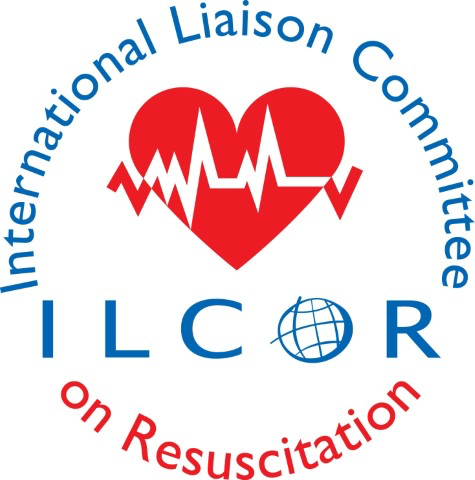 International Liaison Committee
ILCOR
on Resuscitation